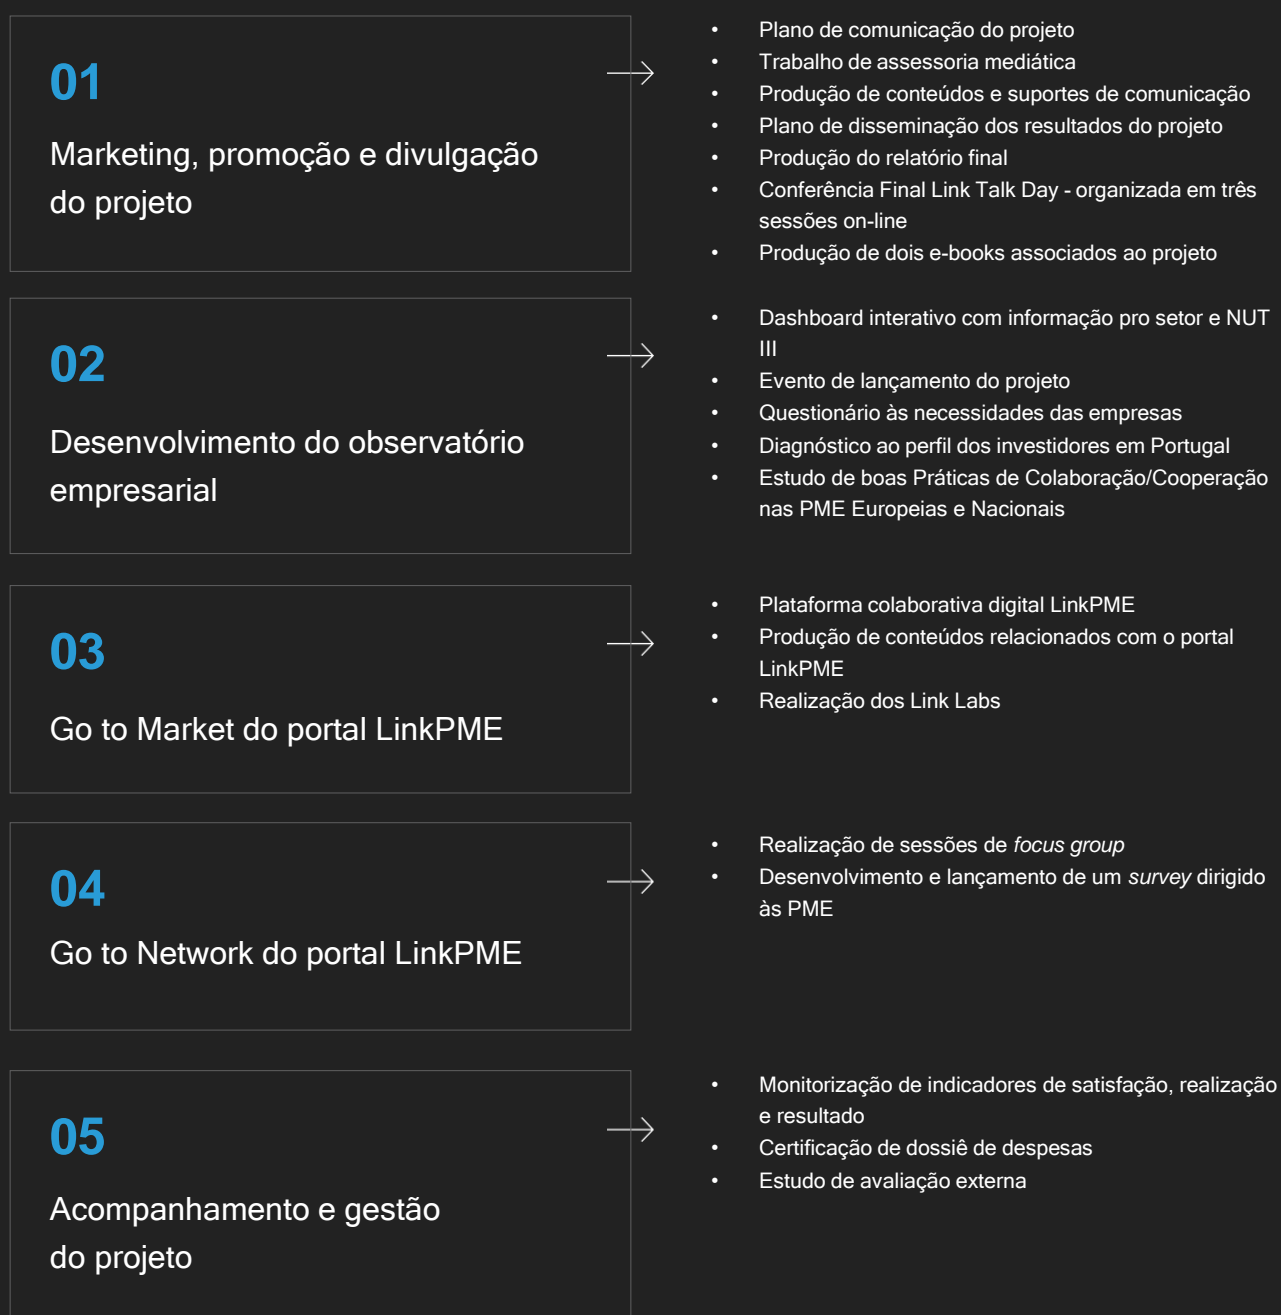 01
Marketing, promoção e divulgação
do projeto
• Plano de comunicação do projeto
• Trabalho de assessoria mediática
• Produção de conteúdos e suportes de comunicação
• Plano de disseminação dos resultados do projeto
• Produção do relatório final
• Conferência Final Link Talk Day - organizada em três
sessões on-line
• Produção de dois e-books associados ao projeto
02
Desenvolvimento do observatório
empresarial
• Dashboard interativo com informação pro setor e NUT
III
• Evento de lançamento do projeto
• Questionário às necessidades das empresas
• Diagnóstico ao perfil dos investidores em Portugal
• Estudo de boas Práticas de Colaboração/Cooperação
nas PME Europeias e Nacionais
03
Go to Market do portal LinkPME
• Plataforma colaborativa digital LinkPME
• Produção de conteúdos relacionados com o portal
LinkPME
• Realização dos Link Labs
04
Go to Network do portal LinkPME
• Realização de sessões de focus group
• Desenvolvimento e lançamento de um survey dirigido
às PME
05
Acompanhamento e gestão
do projeto
• Monitorização de indicadores de satisfação, realização
e resultado
• Certificação de dossiê de despesas
• Estudo de avaliação externa